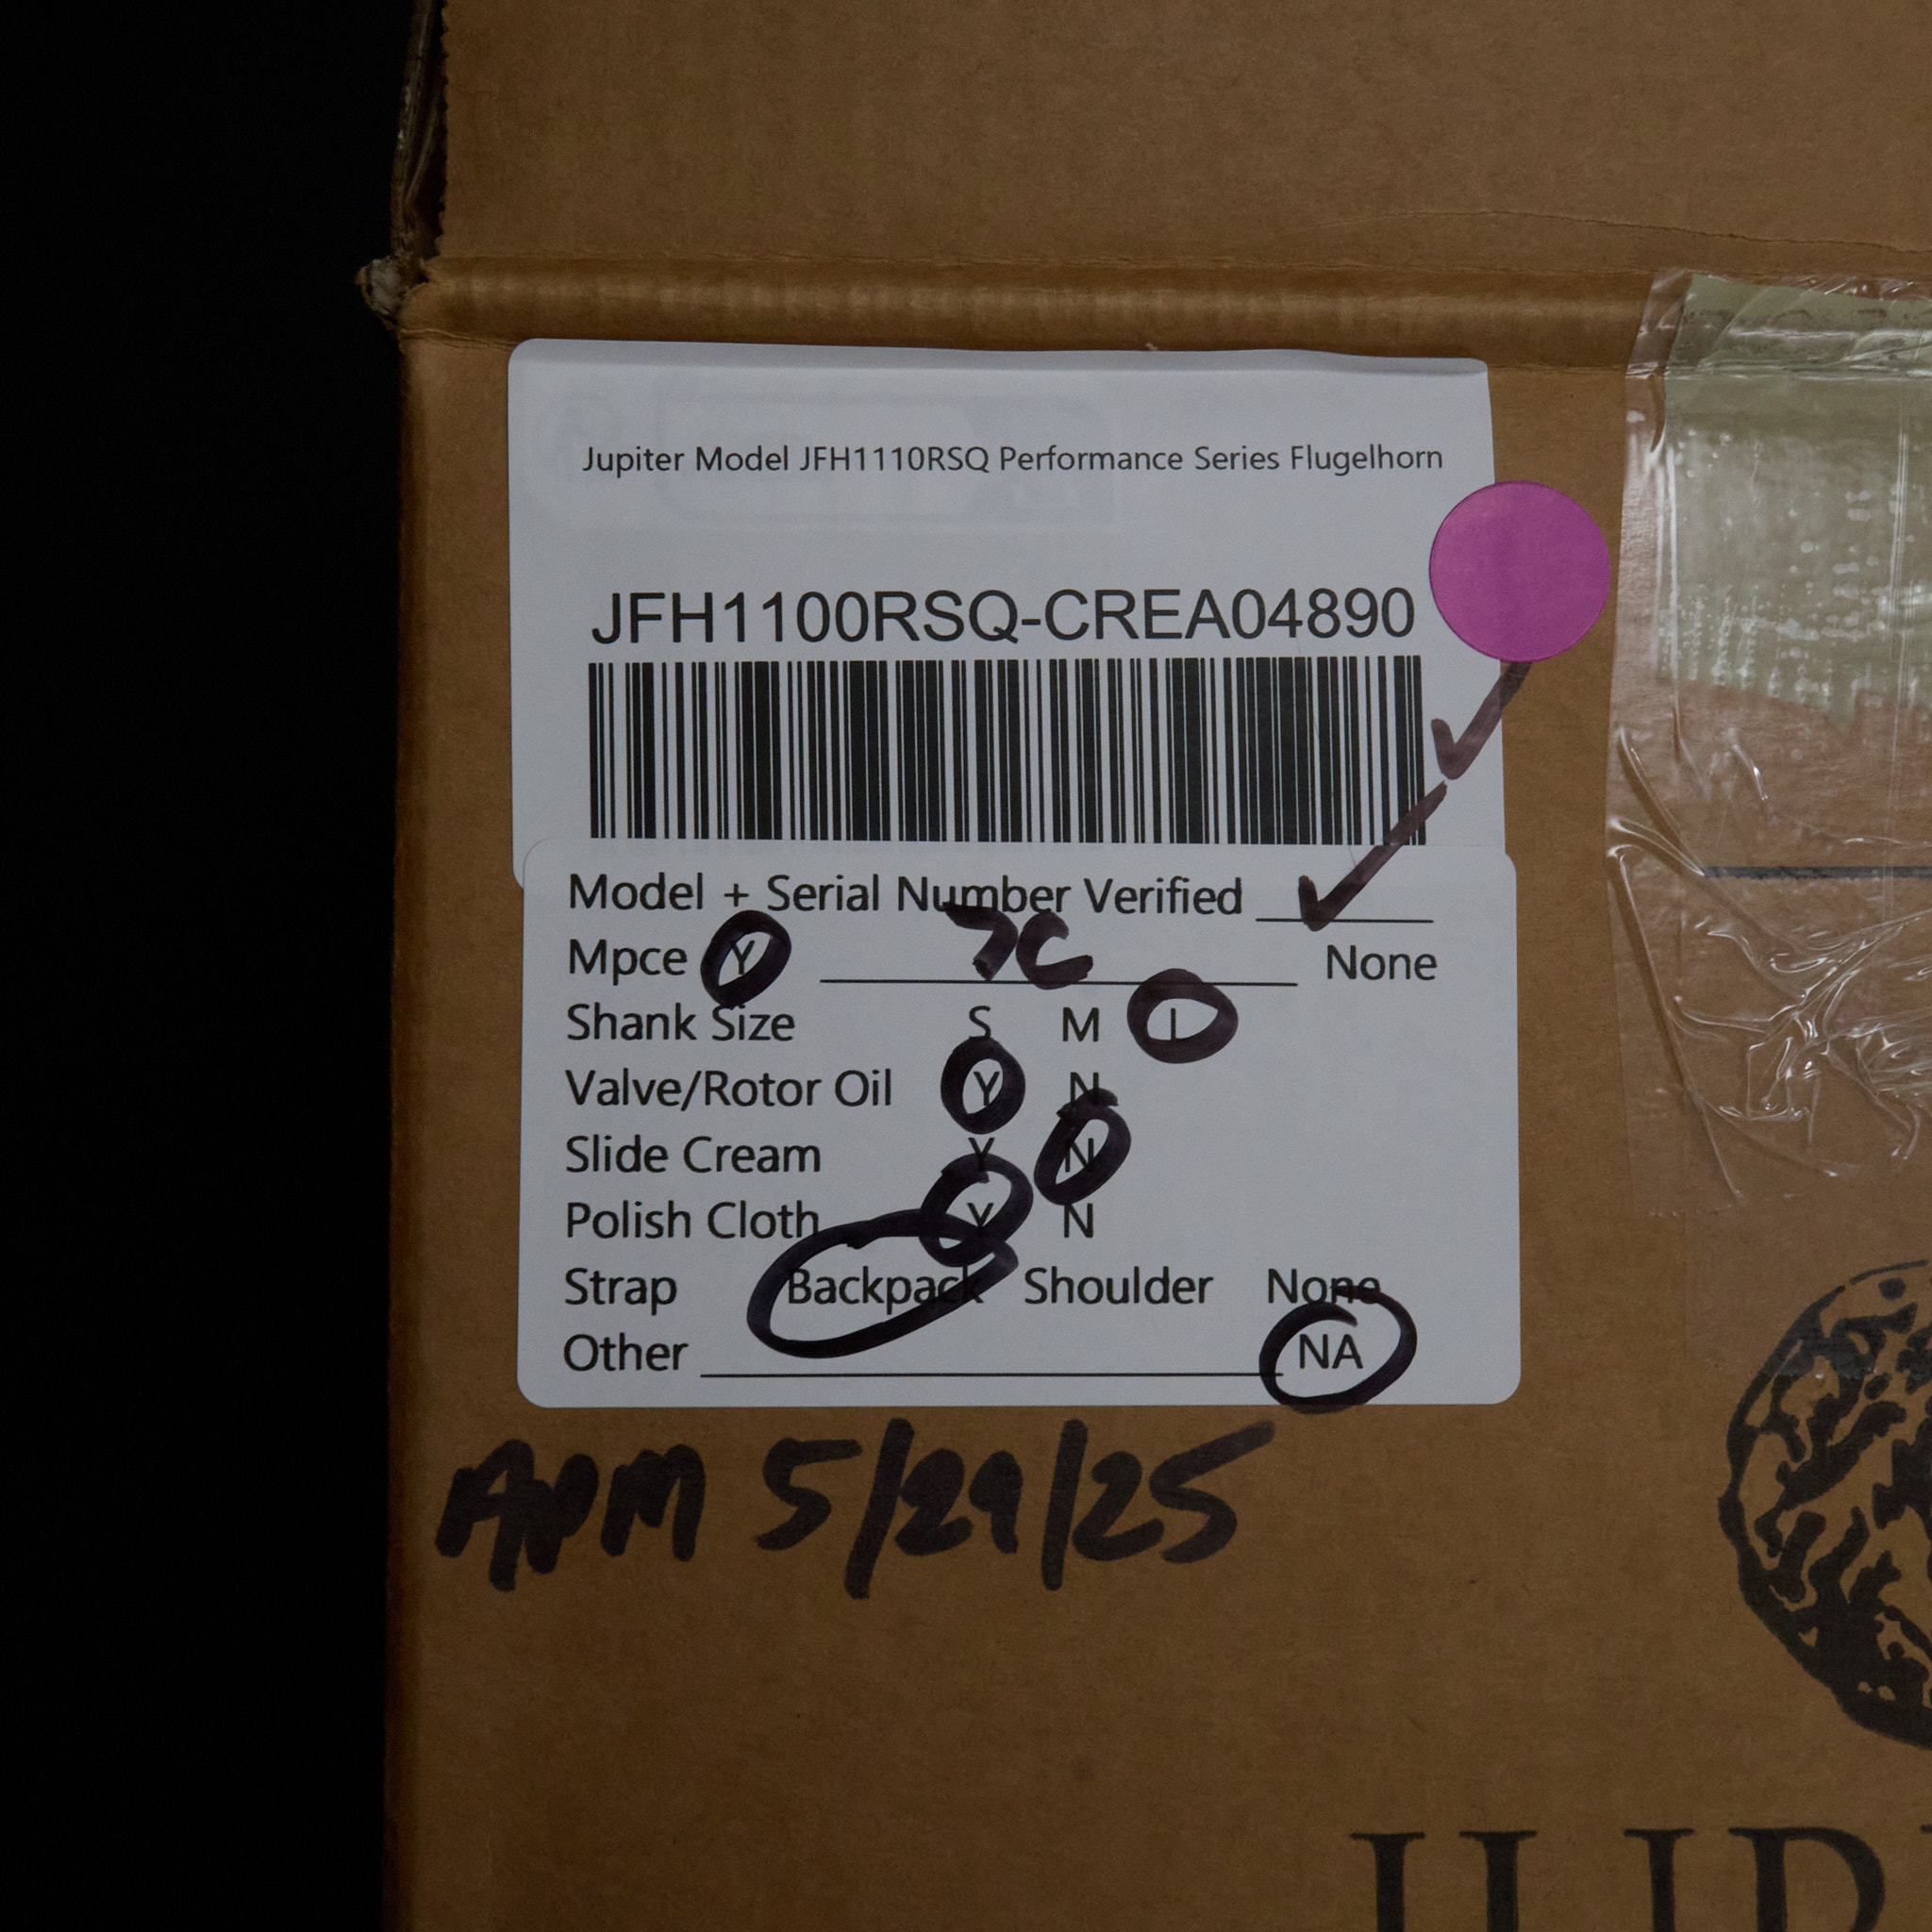 Jupiter Model JFH1110RSQ Performance Series Flugelhorn
JFH1100RSQ-CREA04890
Model + Serial Number Verified ✓
Mpce Y 7C None
Shank Size S M L
Valve/Rotor Oil Y N
Slide Cream Y N
Polish Cloth Y N
Strap Backpack Shoulder None
Other NA
5/29/25